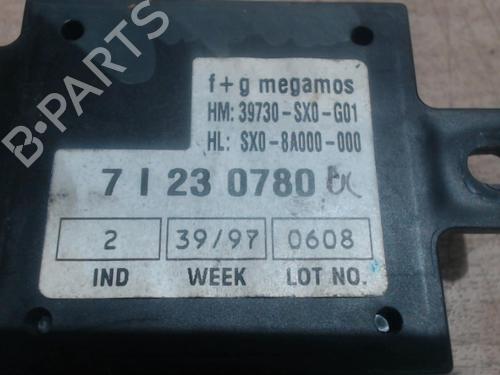 B-PARTS
f+g megamos
HM: 39730-SX0-G01
HL: SX0-8A000-000
7 I 23 0780
2 39/97 0608
IND WEEK LOT NO.